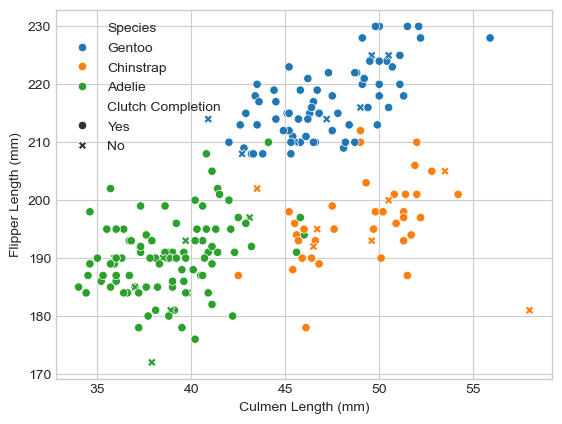 230
220
210
200
190
180
170
Flipper Length (mm)
Species
Gentoo
Chinstrap
Adelie
Clutch Completion
Yes
No
35
40
45
50
55
Culmen Length (mm)